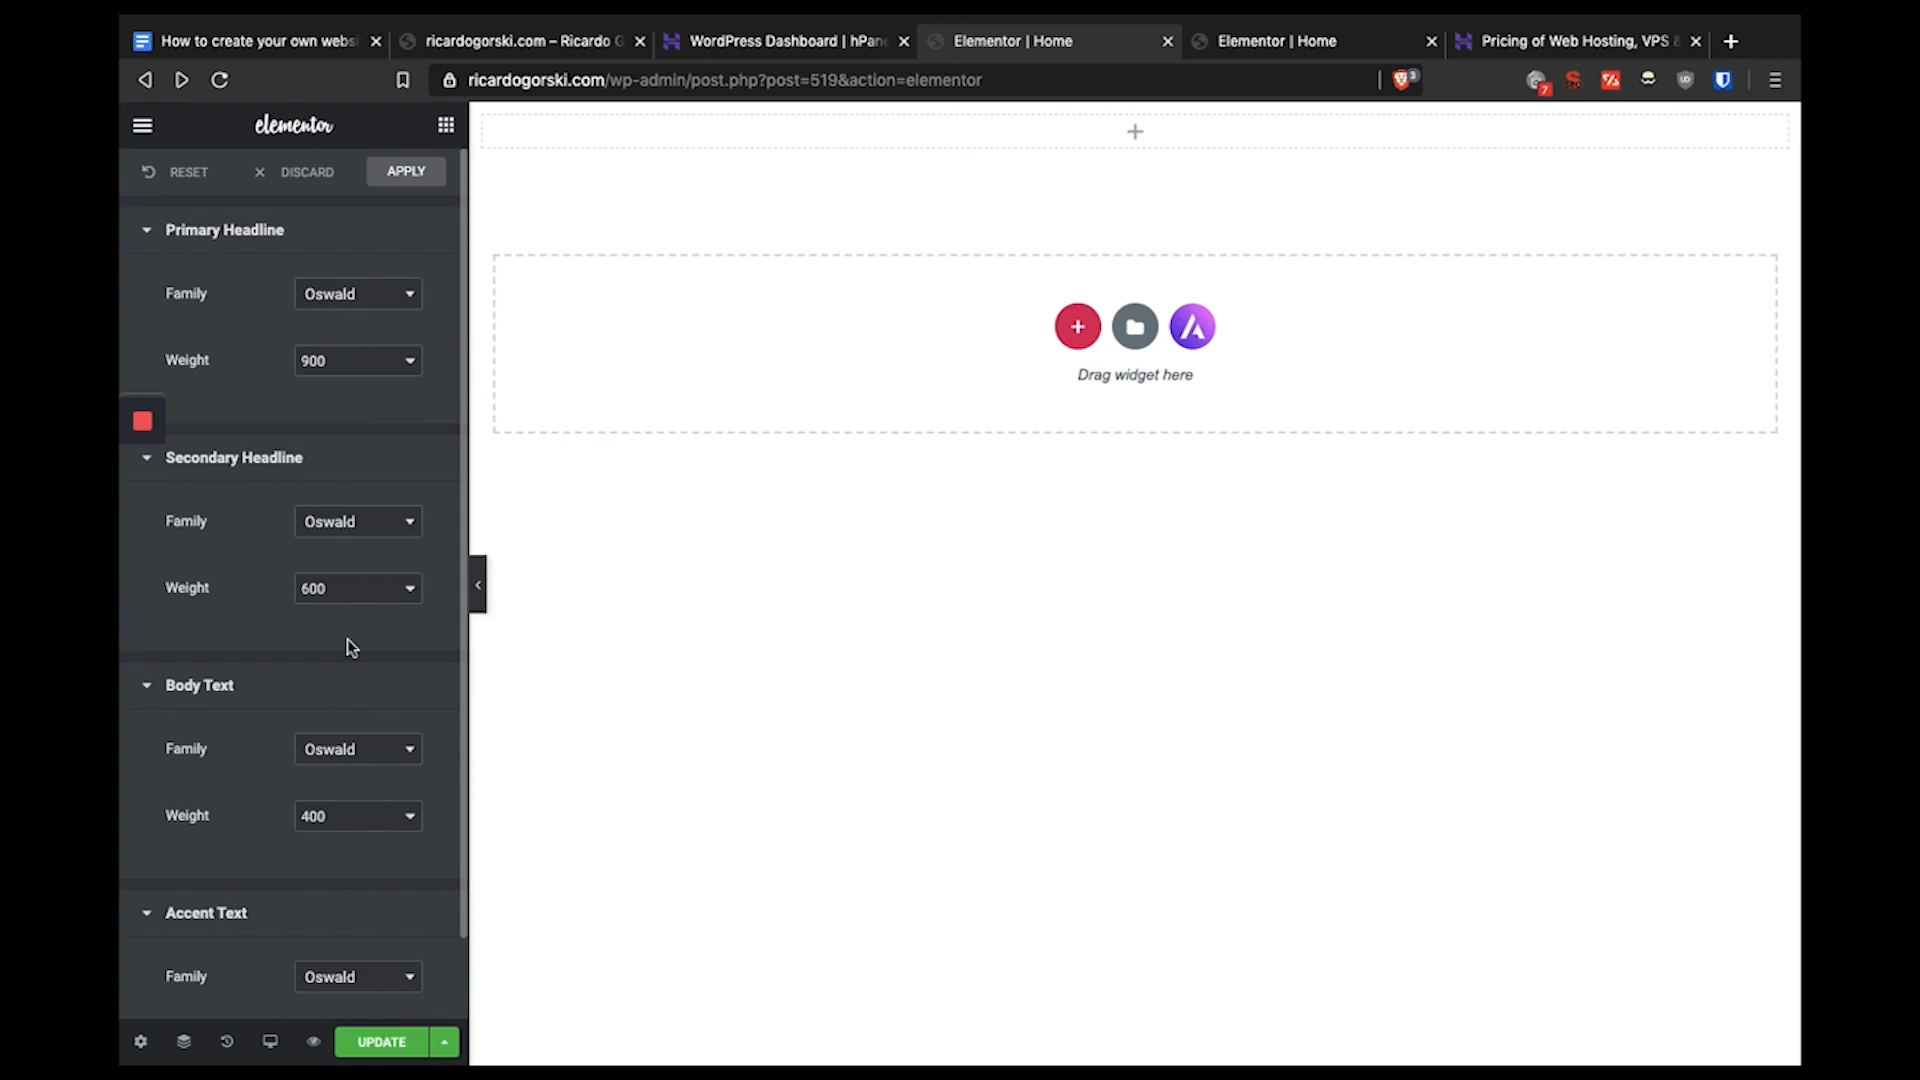 How to create your own webs
ricardogorski.com – Ricardo G
WordPress Dashboard | hPane
Elementor | Home
Elementor | Home
Pricing of Web Hosting, VPS &
ricardogorski.com/wp-admin/post.php?post=519&action=elementor
3
7
elementor
RESET
DISCARD
APPLY
Primary Headline
Family
Oswald
Weight
900
Secondary Headline
Family
Oswald
Weight
600
Body Text
Family
Oswald
Weight
400
Accent Text
Family
Oswald
UPDATE
Drag widget here